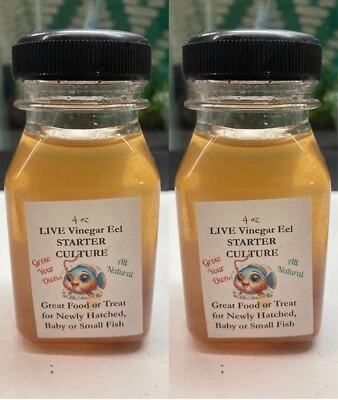 4 oz
LIVE Vinegar Eel
STARTER
CULTURE
Grow
Your
Own
All
Natural
Great Food or Treat
for Newly Hatched,
Baby or Small Fish
4 oz
LIVE Vinegar Eel
STARTER
CULTURE
Grow
Your
Own
All
Natural
Great Food or Treat
for Newly Hatched,
Baby or Small Fish